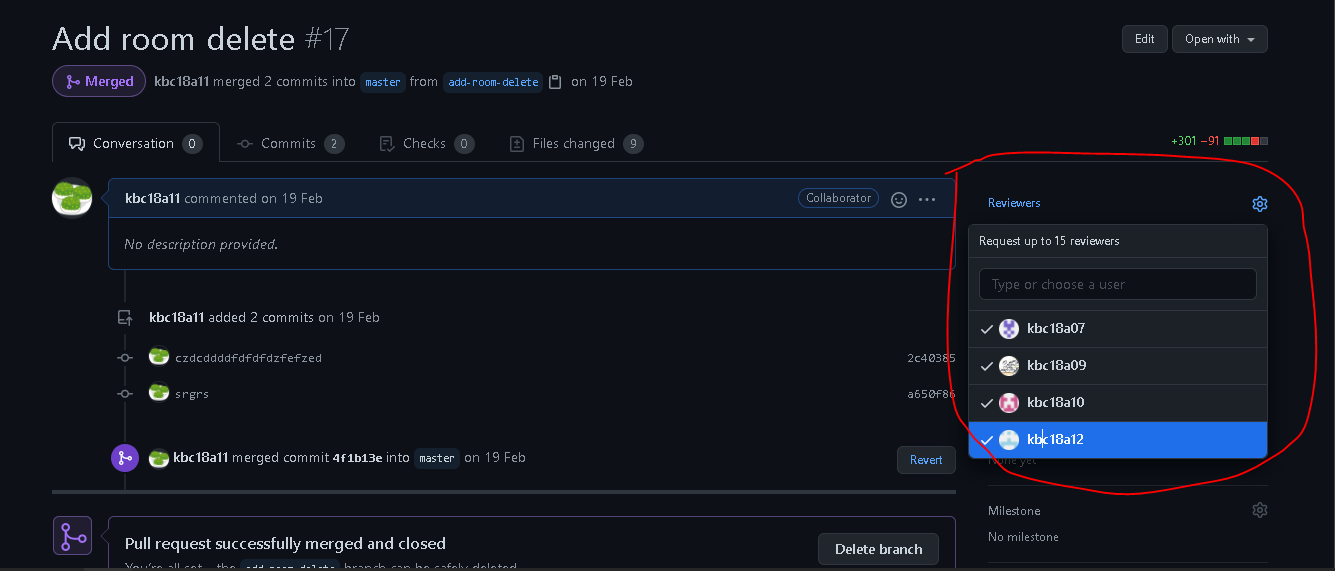 Add room delete #17
Edit
Open with
Merged
kbc18a11 merged 2 commits into master from add-room-delete on 19 Feb
Conversation 0
Commits 2
Checks 0
Files changed 9
+301 −91
kbc18a11 commented on 19 Feb
Collaborator
No description provided.
kbc18a11 added 2 commits on 19 Feb
czdcddddfdfdfdzfefzed
2c40385
srgrs
a650f86
kbc18a11 merged commit 4f1b13e into master on 19 Feb
Revert
Pull request successfully merged and closed
You're all set—the add-room-delete branch can be safely deleted.
Delete branch
Reviewers
Request up to 15 reviewers
Type or choose a user
kbc18a07
kbc18a09
kbc18a10
kbc18a12
None yet
Milestone
No milestone